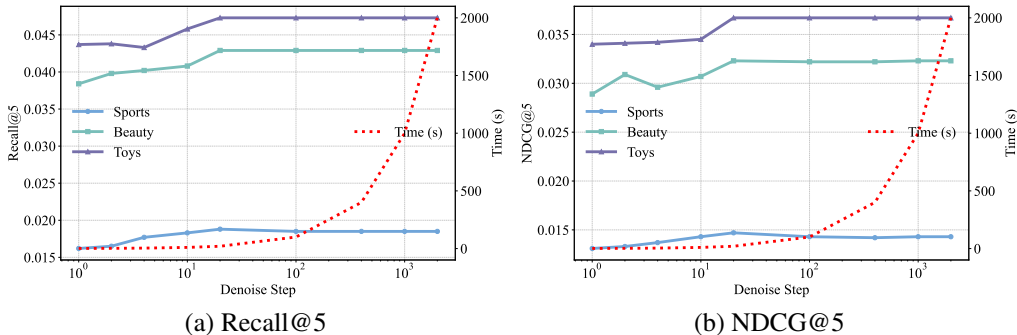 0.045
0.040
0.035
0.030
0.025
0.020
0.015
Recall@5
Sports
Beauty
Toys
Time (s)
2000
1500
1000
500
0
Time (s)
10^0
10^1
10^2
10^3
Denoise Step
(a) Recall@5
0.035
0.030
0.025
0.020
0.015
NDCG@5
Sports
Beauty
Toys
Time (s)
2000
1500
1000
500
0
Time (s)
10^0
10^1
10^2
10^3
Denoise Step
(b) NDCG@5